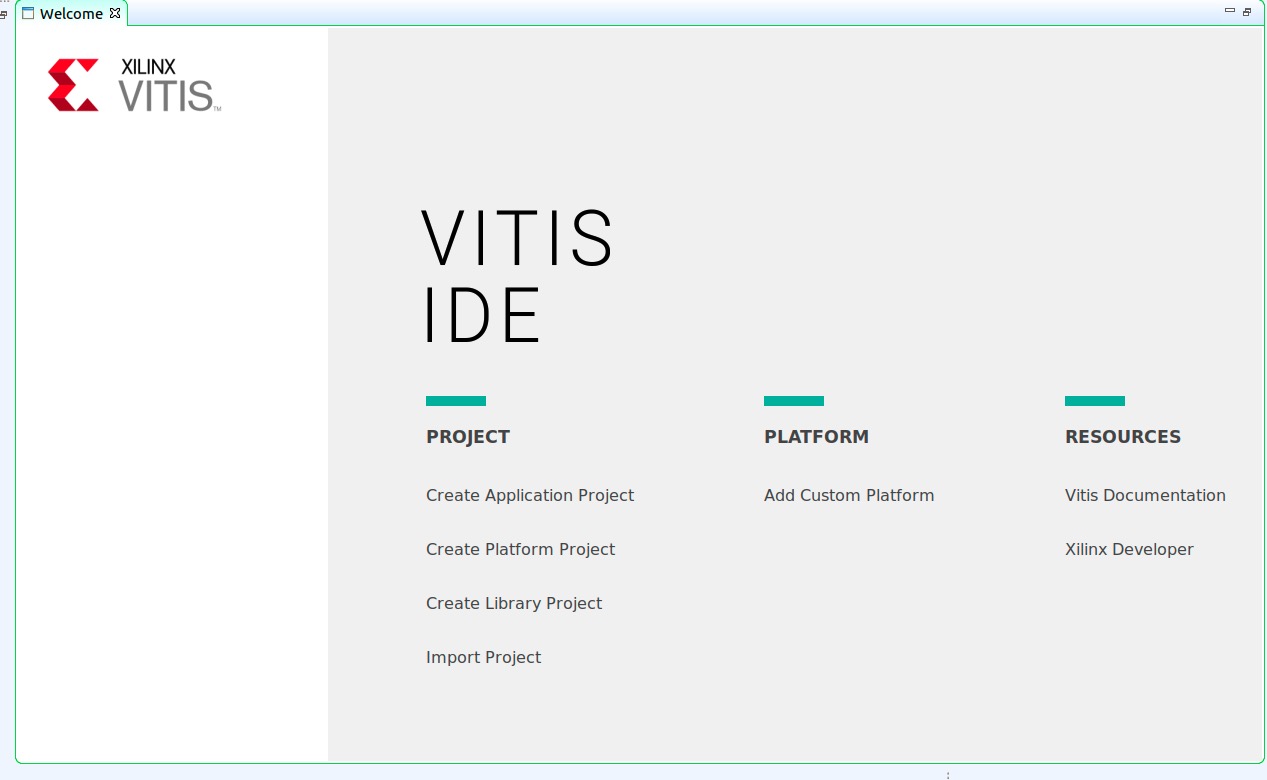 Welcome
XILINX
VITIS™
VITIS
IDE
PROJECT
Create Application Project
Create Platform Project
Create Library Project
Import Project
PLATFORM
Add Custom Platform
RESOURCES
Vitis Documentation
Xilinx Developer